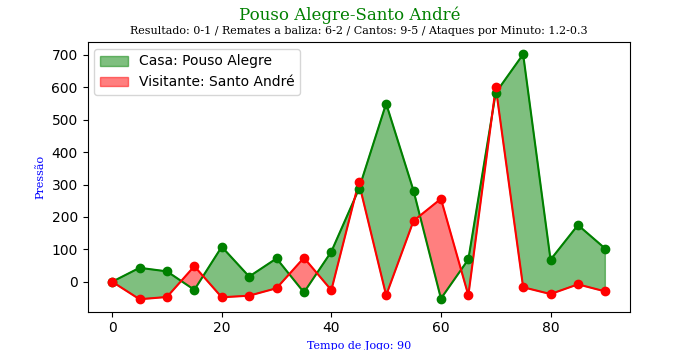 Pouso Alegre-Santo André
Resultado: 0-1 / Remates a baliza: 6-2 / Cantos: 9-5 / Ataques por Minuto: 1.2-0.3
Casa: Pouso Alegre
Visitante: Santo André
Pressão
700
600
500
400
300
200
100
0
0 20 40 60 80
Tempo de Jogo: 90